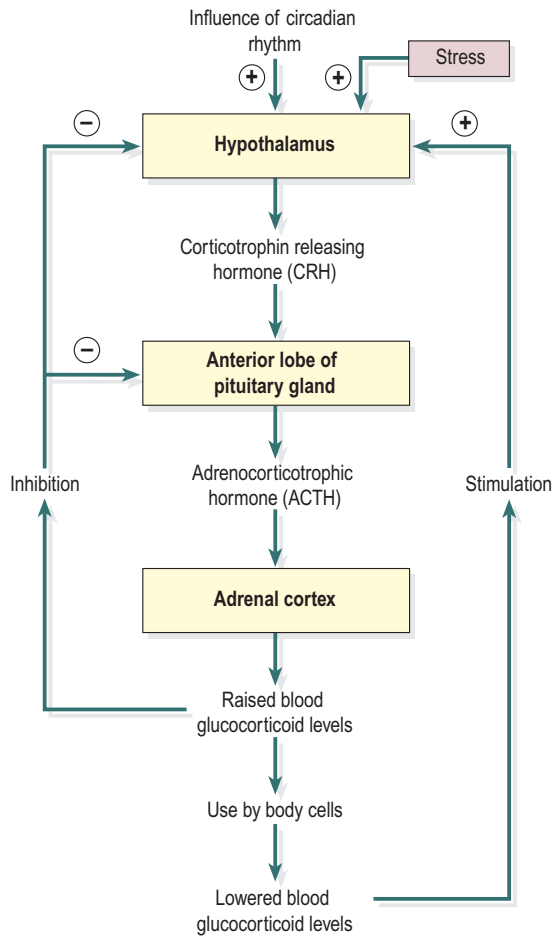 Influence of circadian
rhythm
Stress
+
+
−
+
Hypothalamus
Corticotrophin releasing
hormone (CRH)
−
Anterior lobe of
pituitary gland
Inhibition
Adrenocorticotrophic
hormone (ACTH)
Stimulation
Adrenal cortex
Raised blood
glucocorticoid levels
Use by body cells
Lowered blood
glucocorticoid levels